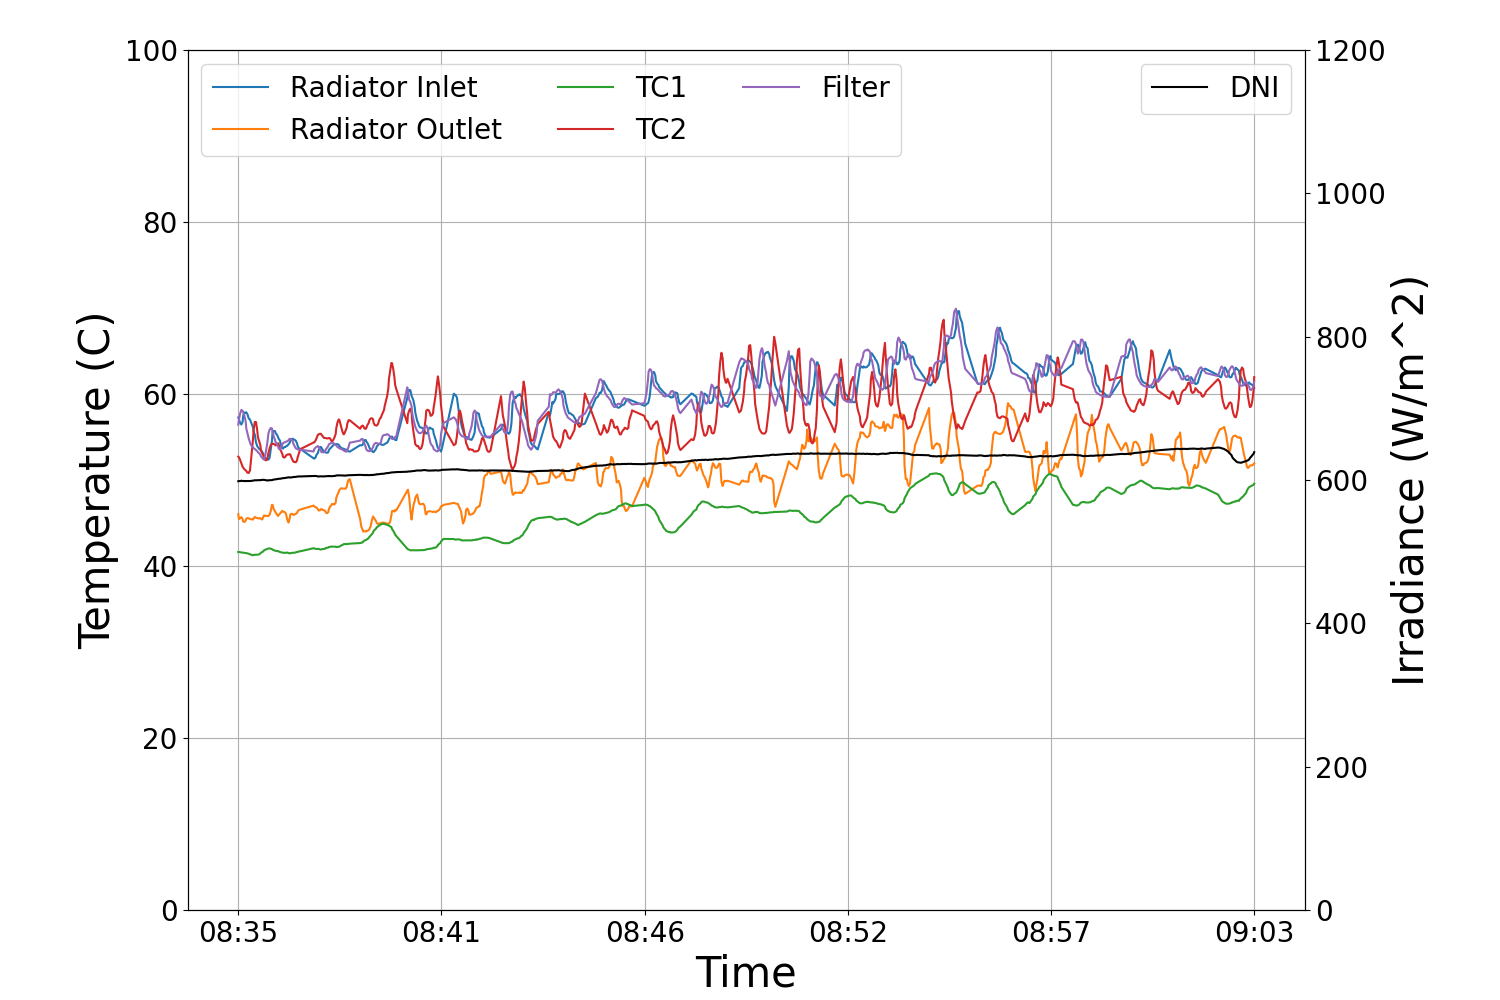 100
80
60
40
20
0
Temperature (C)
Radiator Inlet
Radiator Outlet
TC1
TC2
Filter
DNI
1200
1000
800
600
400
200
0
Irradiance (W/m^2)
08:35 08:41 08:46 08:52 08:57 09:03
Time